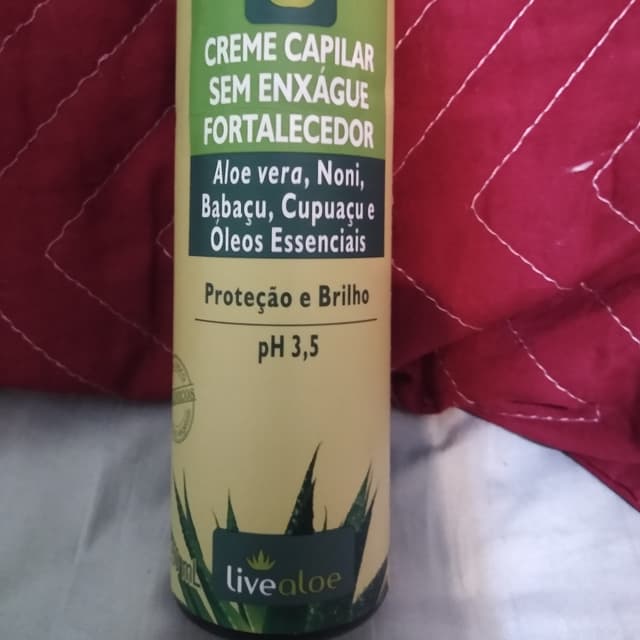 CREME CAPILAR
SEM ENXÁGUE
FORTALECEDOR
Aloe vera, Noni,
Babaçu, Cupuaçu e
Óleos Essenciais
Proteção e Brilho
pH 3,5
livealoe